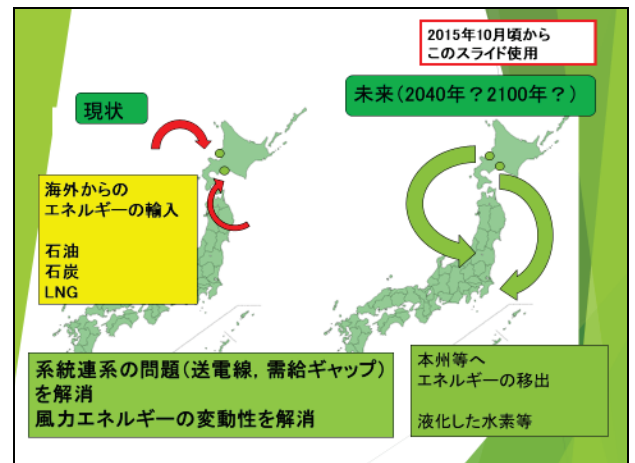 2015年10月頃から
このスライド使用
現状
未来(2040年？2100年？)
海外からの
エネルギーの輸入
石油
石炭
LNG
系統連系の問題(送電線，需給ギャップ)
を解消
風力エネルギーの変動性を解消
本州等へ
エネルギーの移出
液化した水素等